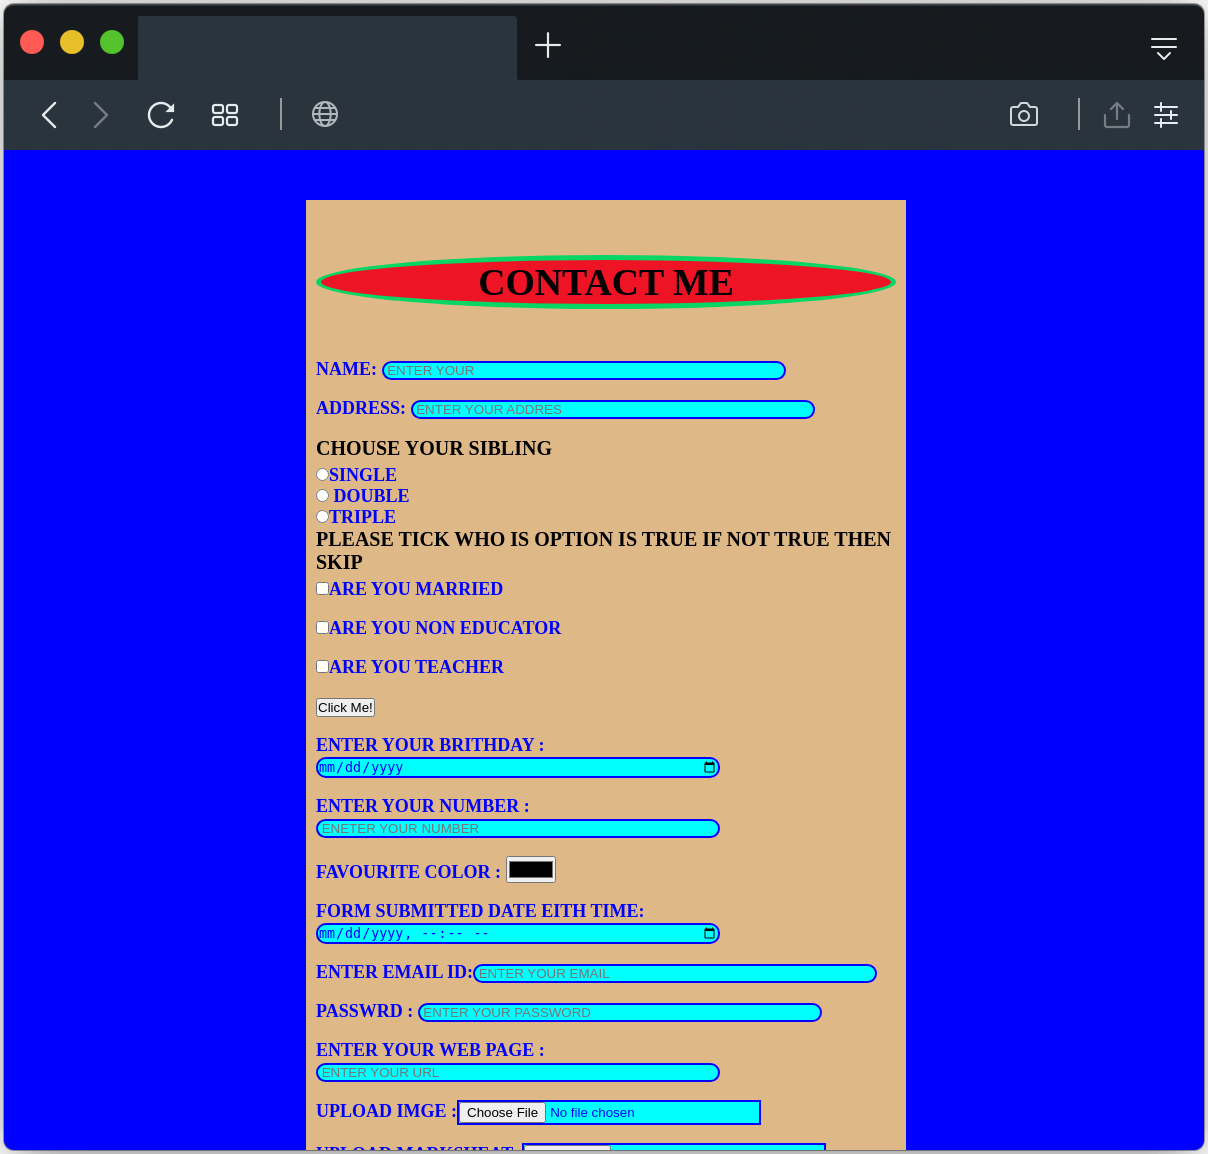 CONTACT ME
NAME: ENTER YOUR
ADDRESS: ENTER YOUR ADDRES
CHOOSE YOUR SIBLING
SINGLE
DOUBLE
TRIPLE
PLEASE TICK WHO IS OPTION IS TRUE IF NOT TRUE THEN
SKIP
ARE YOU MARRIED
ARE YOU NON EDUCATOR
ARE YOU TEACHER
Click Me!
ENTER YOUR BRITHDAY :
mm/dd/yyyy
ENTER YOUR NUMBER :
ENETER YOUR NUMBER
FAVOURITE COLOR :
FORM SUBMITTED DATE EITH TIME:
mm/dd/yyyy, --:-- --
ENTER EMAIL ID: ENTER YOUR EMAIL
PASSWRD : ENTER YOUR PASSWORD
ENTER YOUR WEB PAGE :
ENTER YOUR URL
UPLOAD IMGE : Choose File No file chosen